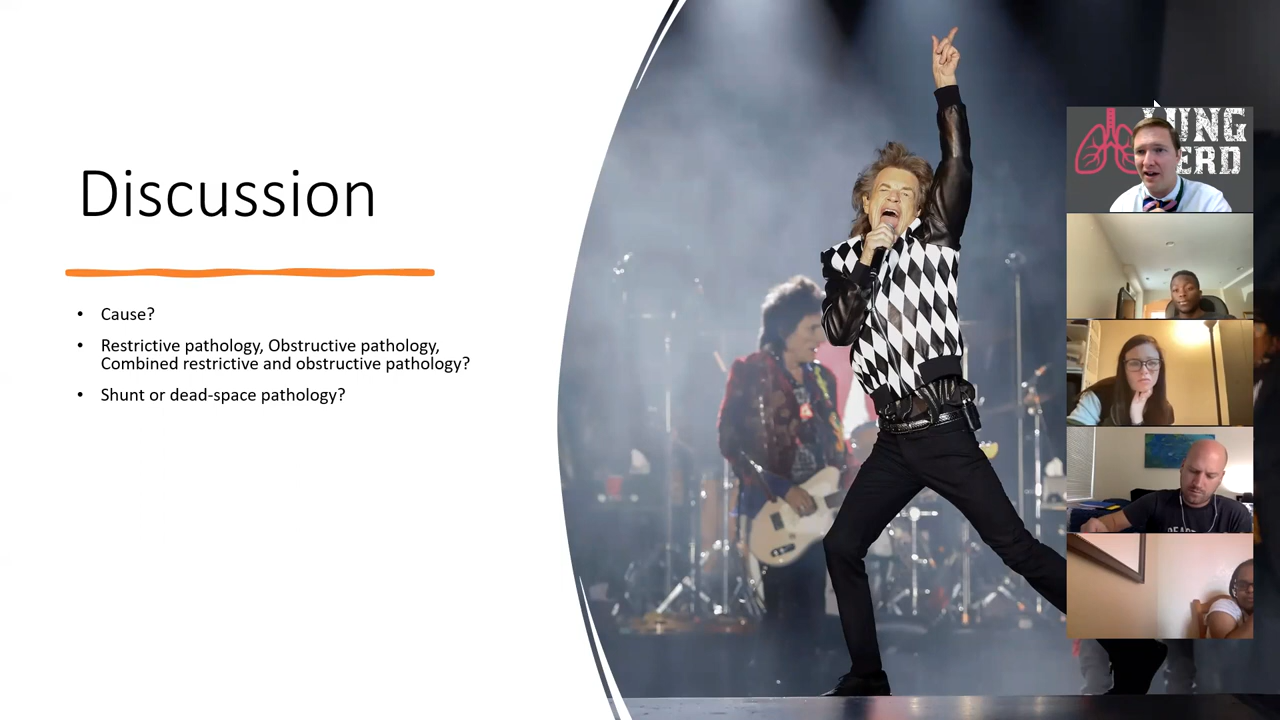 Discussion
• Cause?
• Restrictive pathology, Obstructive pathology,
Combined restrictive and obstructive pathology?
• Shunt or dead-space pathology?